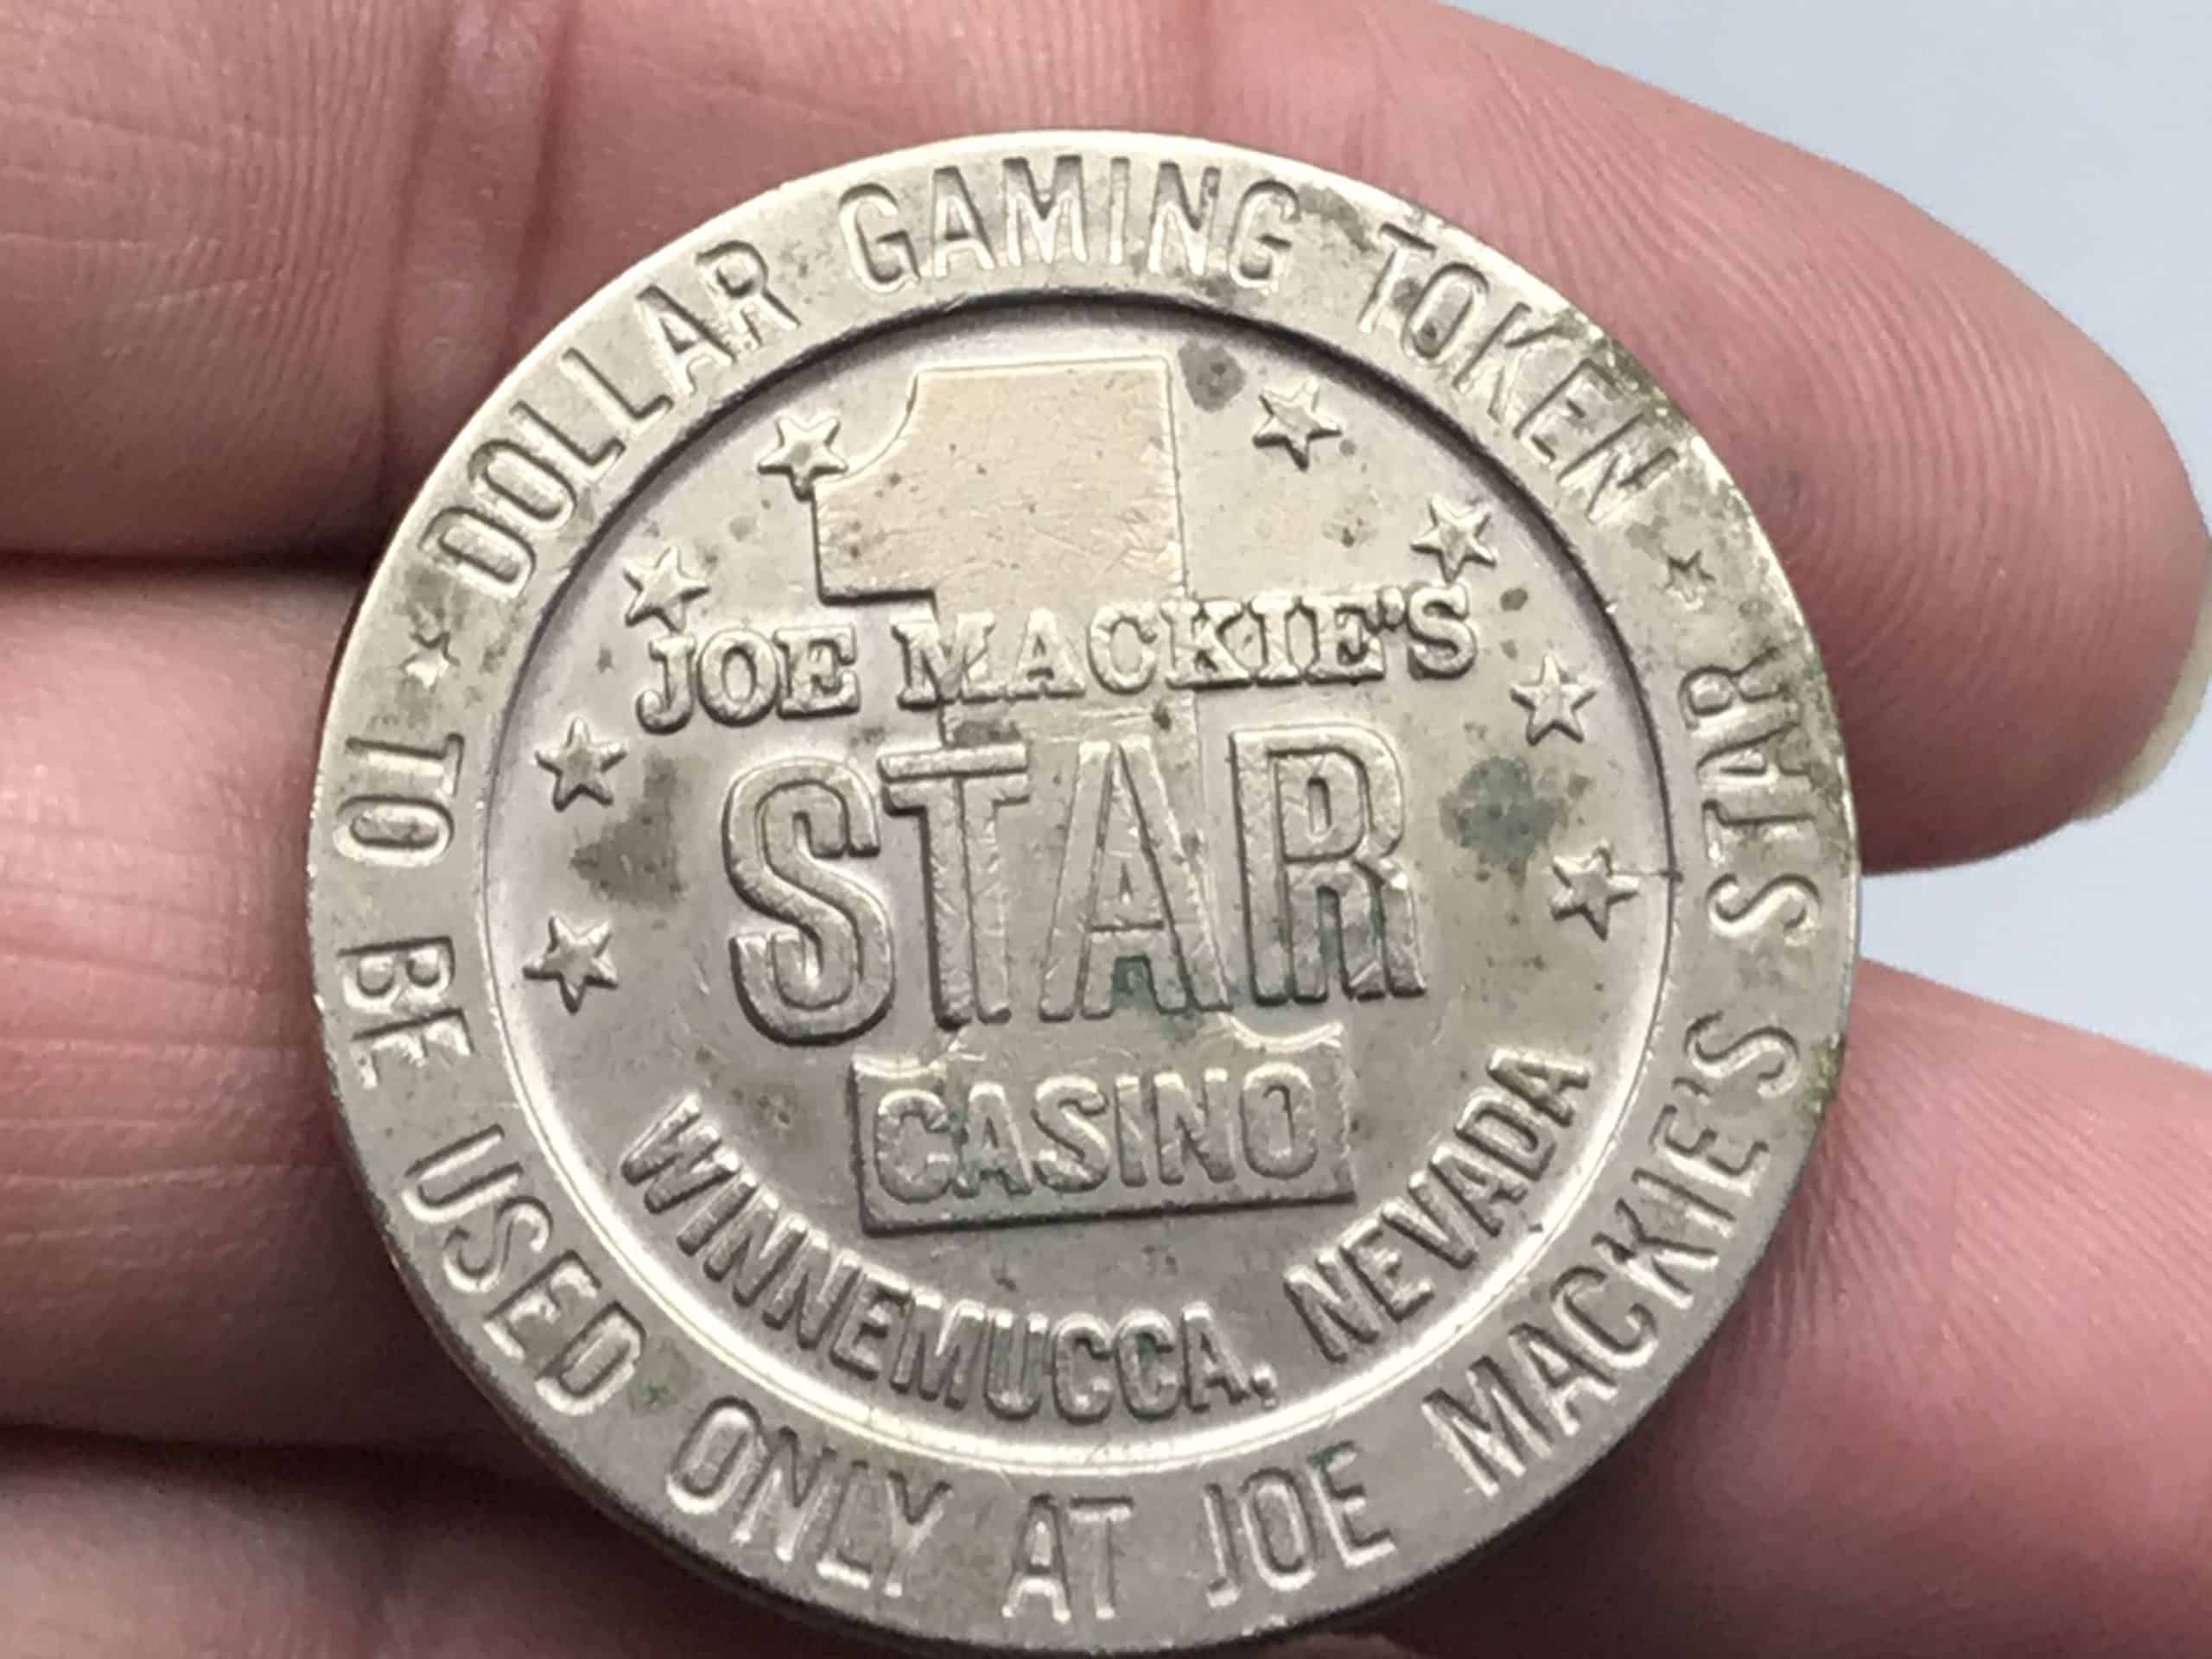 DOLLAR GAMING TOKEN
1
JOE MACKIE'S
STAR
CASINO
WINNEMUCCA, NEVADA
TO BE USED ONLY AT JOE MACKIE'S STAR